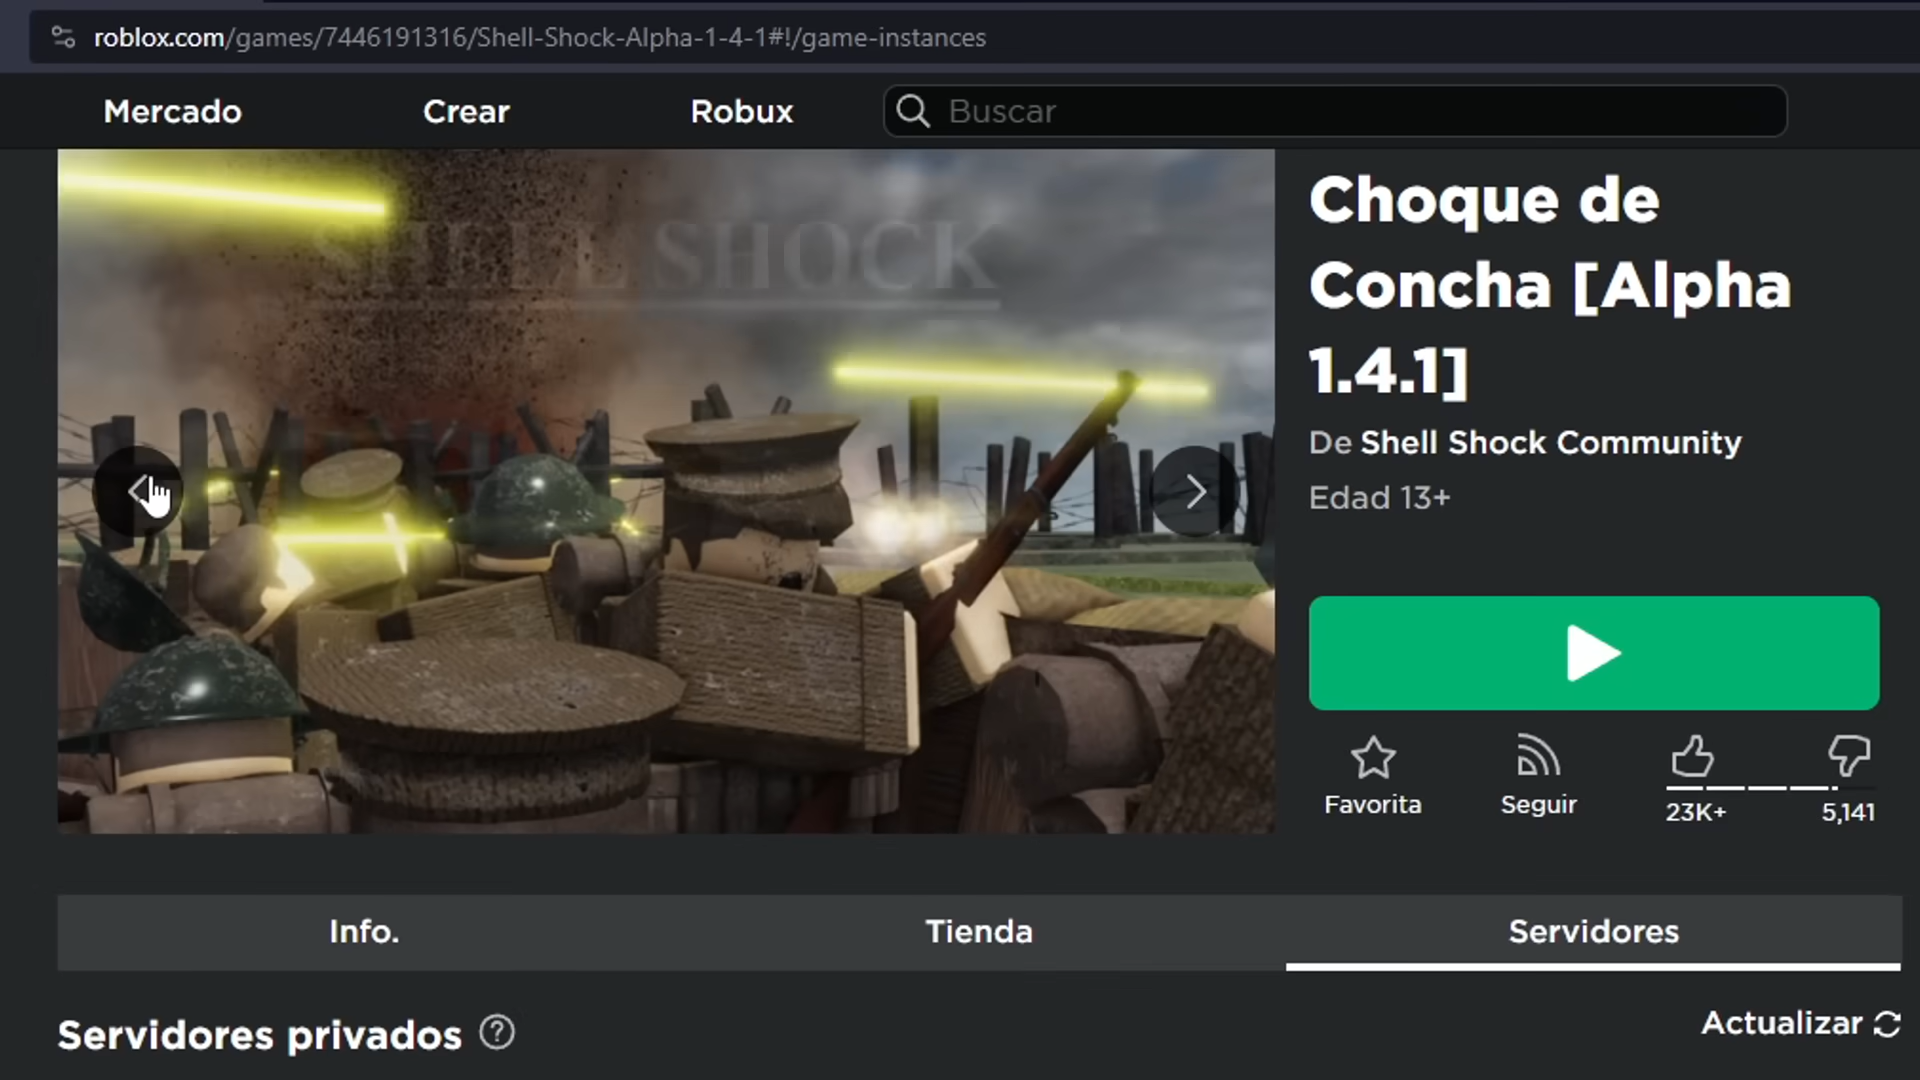 roblox.com/games/7446191316/Shell-Shock-Alpha-1-4-1#!/game-instances
Mercado
Crear
Robux
Buscar
SHELL SHOCK
Choque de
Concha [Alpha
1.4.1]
De Shell Shock Community
Edad 13+
Favorita
Seguir
23K+
5,141
Info.
Tienda
Servidores
Servidores privados
Actualizar